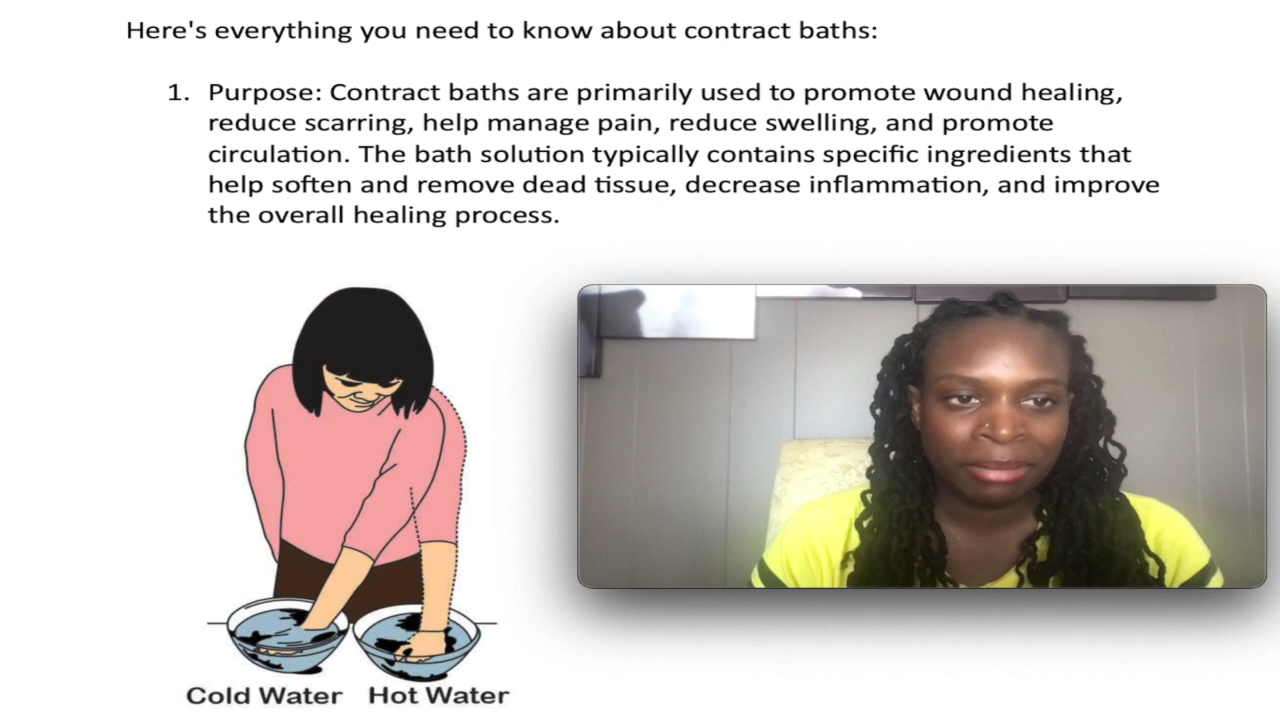 Here's everything you need to know about contract baths:
1. Purpose: Contract baths are primarily used to promote wound healing,
reduce scarring, help manage pain, reduce swelling, and promote
circulation. The bath solution typically contains specific ingredients that
help soften and remove dead tissue, decrease inflammation, and improve
the overall healing process.
Cold Water Hot Water